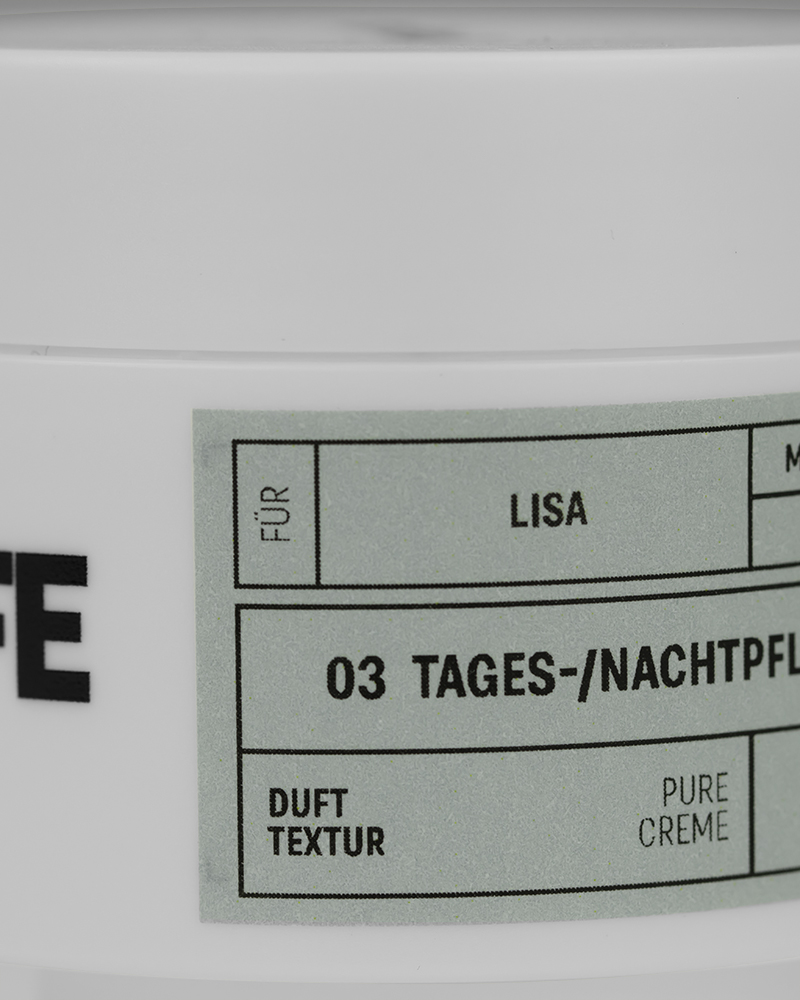 FÜR
LISA
M
FE
03 TAGES-/NACHTPFL
DUFT PURE
TEXTUR CREME